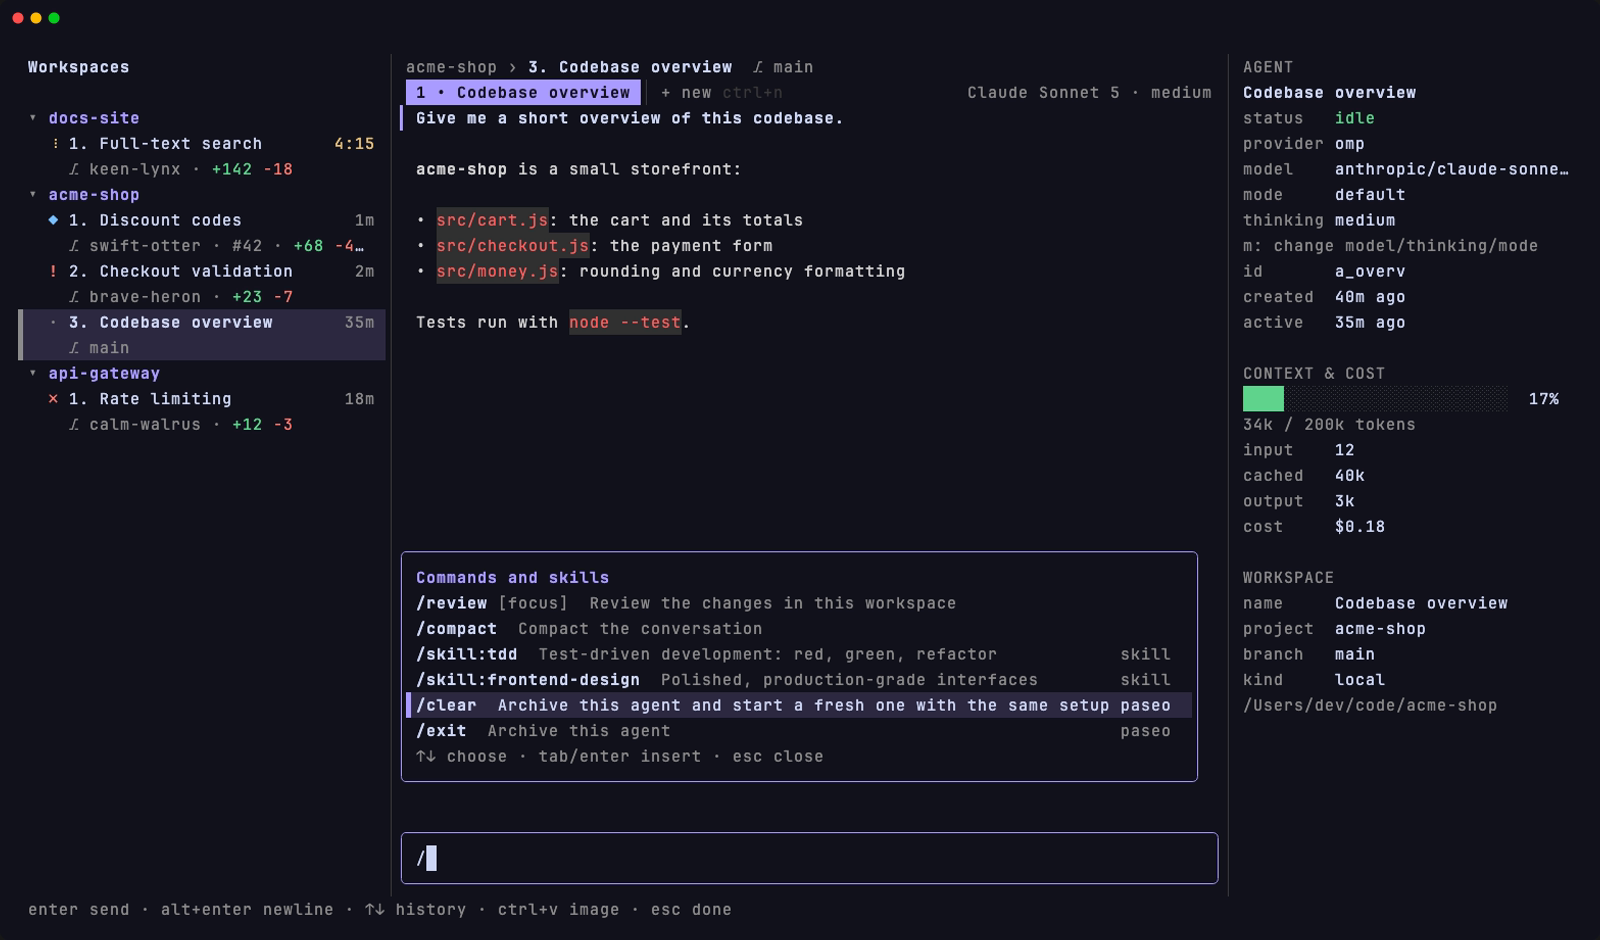 Workspaces
▾ docs-site
⁝ 1. Full-text search 4:15
keen-lynx · +142 -18
▾ acme-shop
◆ 1. Discount codes 1m
swift-otter · #42 · +68 -4…
! 2. Checkout validation 2m
brave-heron · +23 -7
· 3. Codebase overview 35m
main
▾ api-gateway
✕ 1. Rate limiting 18m
calm-walrus · +12 -3
acme-shop › 3. Codebase overview main
1 • Codebase overview + new ctrl+n Claude Sonnet 5 · medium
Give me a short overview of this codebase.
acme-shop is a small storefront:
• src/cart.js: the cart and its totals
• src/checkout.js: the payment form
• src/money.js: rounding and currency formatting
Tests run with node --test.
Commands and skills
/review [focus] Review the changes in this workspace
/compact Compact the conversation
/skill:tdd Test-driven development: red, green, refactor skill
/skill:frontend-design Polished, production-grade interfaces skill
/clear Archive this agent and start a fresh one with the same setup paseo
/exit Archive this agent paseo
↑↓ choose · tab/enter insert · esc close
/
enter send · alt+enter newline · ↑↓ history · ctrl+v image · esc done
AGENT
Codebase overview
status idle
provider omp
model anthropic/claude-sonne…
mode default
thinking medium
m: change model/thinking/mode
id a_overv
created 40m ago
active 35m ago
CONTEXT & COST
17%
34k / 200k tokens
input 12
cached 40k
output 3k
cost $0.18
WORKSPACE
name Codebase overview
project acme-shop
branch main
kind local
/Users/dev/code/acme-shop